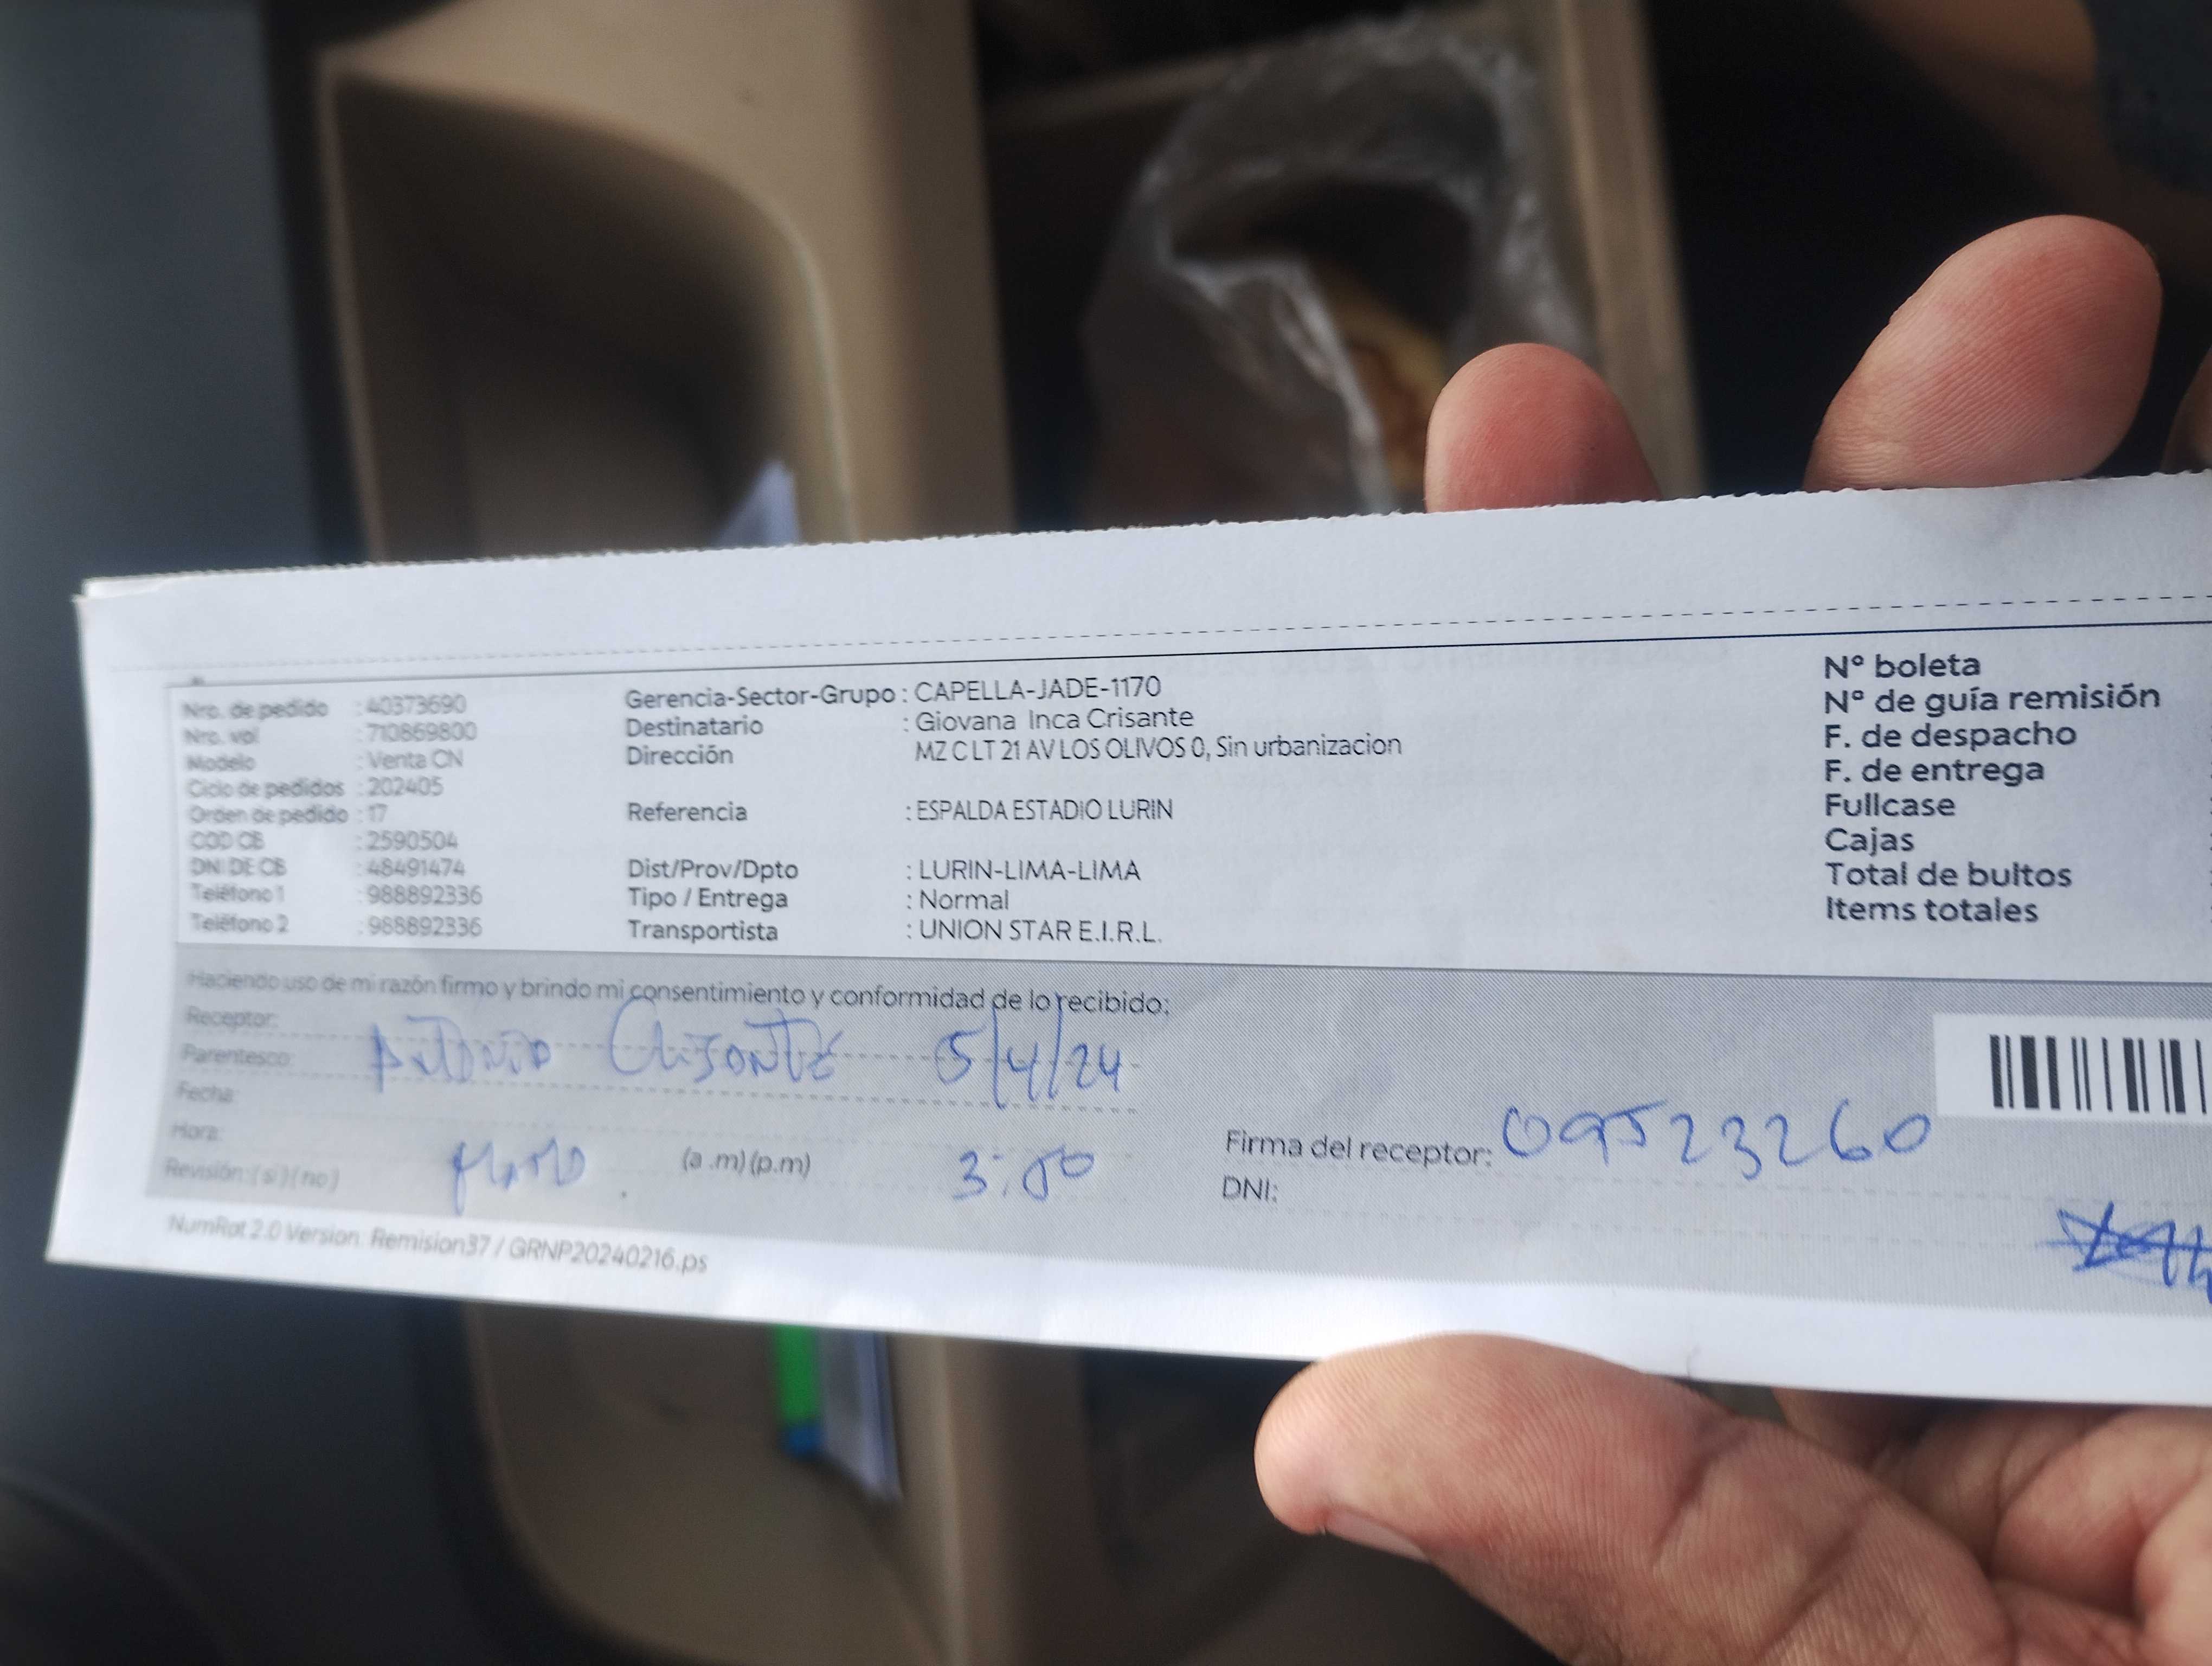 Nro. de pedido : 40373690
Nro. vol : 710869800
Modelo : Venta CN
Ciclo de pedidos : 202405
Orden de pedido : 17
COD CB : 2590504
DNI DE CB : 48491474
Teléfono 1 : 988892336
Teléfono 2 : 988892336
Gerencia-Sector-Grupo : CAPELLA-JADE-1170
Destinatario : Giovana Inca Crisante
Dirección MZ C LT 21 AV LOS OLIVOS 0, Sin urbanizacion
Referencia : ESPALDA ESTADIO LURIN
Dist/Prov/Dpto : LURIN-LIMA-LIMA
Tipo / Entrega : Normal
Transportista : UNION STAR E.I.R.L.
N° boleta
N° de guía remisión
F. de despacho
F. de entrega
Fullcase
Cajas
Total de bultos
Items totales
Haciendo uso de mi razón firmo y brindo mi consentimiento y conformidad de lo recibido:
Receptor:
Parentesco: 5/4/24
Fecha:
Hora: (a .m) (p.m) 3:00
Revisión: ( si ) ( no )
Firma del receptor: 09523260
DNI:
NumRot 2.0 Version Remision37 / GRNP20240216.ps